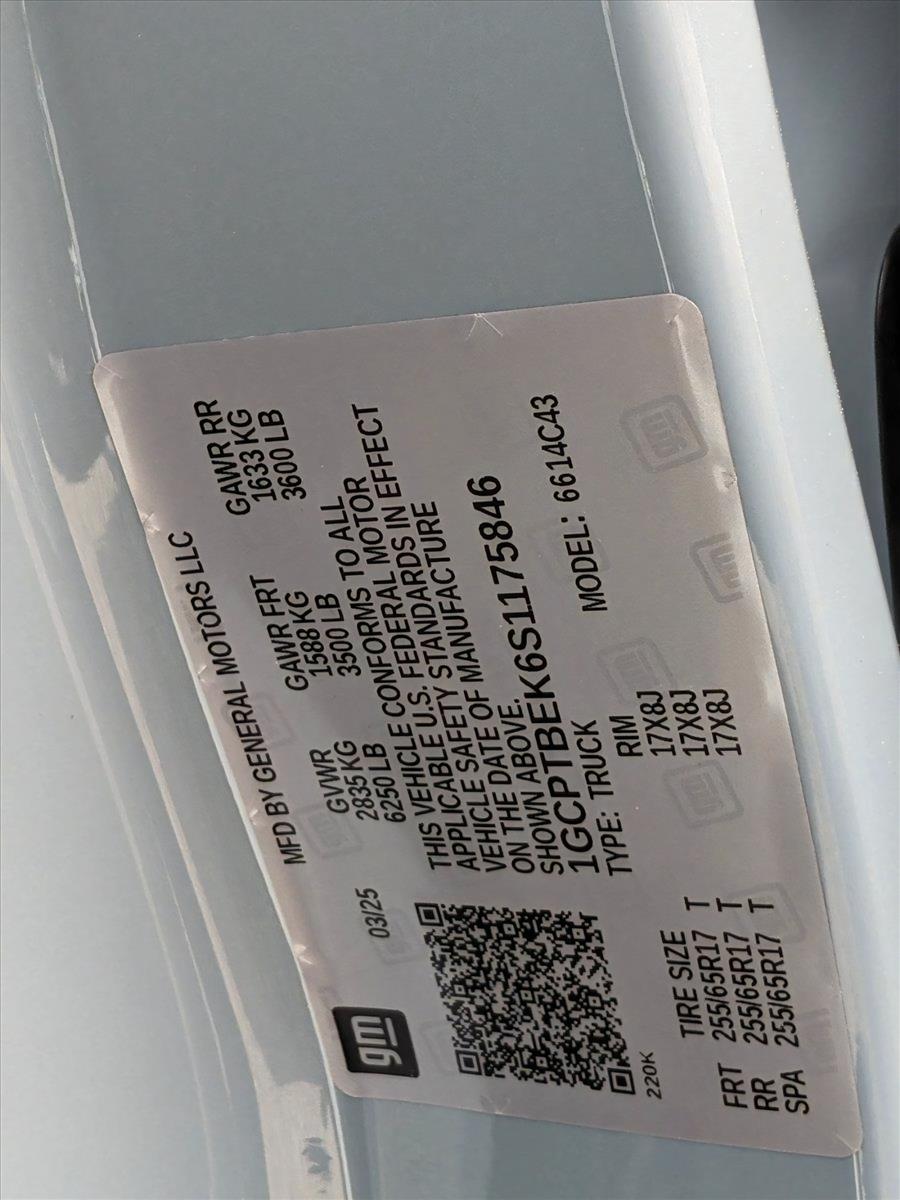 gm
MFD BY GENERAL MOTORS LLC
03/25
GVWR GAWR FRT GAWR RR
2835 KG 1588 KG 1633 KG
6250 LB 3500 LB 3600 LB
THIS VEHICLE CONFORMS TO ALL
APPLICABLE U.S. FEDERAL MOTOR
VEHICLE SAFETY STANDARDS IN EFFECT
ON THE DATE OF MANUFACTURE
SHOWN ABOVE.
1GCPTBEK6S1175846
TYPE: TRUCK MODEL: 6614C43
220K
TIRE SIZE RIM
FRT 255/65R17 T 17X8J
RR 255/65R17 T 17X8J
SPA 255/65R17 T 17X8J